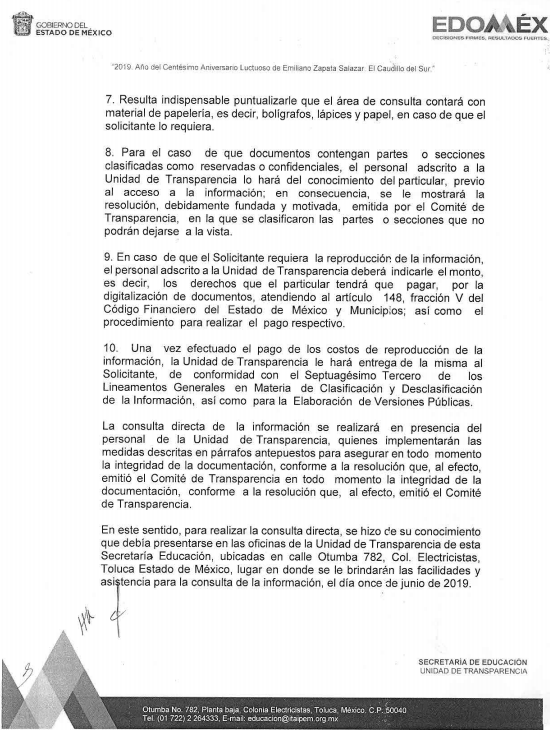 GOBIERNO DEL
ESTADO DE MÉXICO
EDOMÉX
DECISIONES FIRMES, RESULTADOS FUERTES.
"2019. Año del Centésimo Aniversario Luctuoso de Emiliano Zapata Salazar. El Caudillo del Sur."
7. Resulta indispensable puntualizarle que el área de consulta contará con
material de papelería, es decir, bolígrafos, lápices y papel, en caso de que el
solicitante lo requiera.
8. Para el caso de que documentos contengan partes o secciones
clasificadas como reservadas o confidenciales, el personal adscrito a la
Unidad de Transparencia lo hará del conocimiento del particular, previo
al acceso a la información; en consecuencia, se le mostrará la
resolución, debidamente fundada y motivada, emitida por el Comité de
Transparencia, en la que se clasificaron las partes o secciones que no
podrán dejarse a la vista.
9. En caso de que el Solicitante requiera la reproducción de la información,
el personal adscrito a la Unidad de Transparencia deberá indicarle el monto,
es decir, los derechos que el particular tendrá que pagar, por la
digitalización de documentos, atendiendo al artículo 148, fracción V del
Código Financiero del Estado de México y Municipios; así como el
procedimiento para realizar el pago respectivo.
10. Una vez efectuado el pago de los costos de reproducción de la
información, la Unidad de Transparencia le hará entrega de la misma al
Solicitante, de conformidad con el Septuagésimo Tercero de los
Lineamentos Generales en Materia de Clasificación y Desclasificación
de la Información, así como para la Elaboración de Versiones Públicas.
La consulta directa de la información se realizará en presencia del
personal de la Unidad de Transparencia, quienes implementarán las
medidas descritas en párrafos antepuestos para asegurar en todo momento
la integridad de la documentación, conforme a la resolución que, al efecto,
emitió el Comité de Transparencia en todo momento la integridad de la
documentación, conforme a la resolución que, al efecto, emitió el Comité
de Transparencia.
En este sentido, para realizar la consulta directa, se hizo de su conocimiento
que debía presentarse en las oficinas de la Unidad de Transparencia de esta
Secretaría Educación, ubicadas en calle Otumba 782, Col. Electricistas,
Toluca Estado de México, lugar en donde se le brindarán las facilidades y
asistencia para la consulta de la información, el día once de junio de 2019.
SECRETARÍA DE EDUCACIÓN
UNIDAD DE TRANSPARENCIA
Otumba No. 782, Planta baja, Colonia Electricistas, Toluca, México, C.P. 50040
Tel. (01 722) 2 264333, E-mail: educacion@itaipem.org.mx